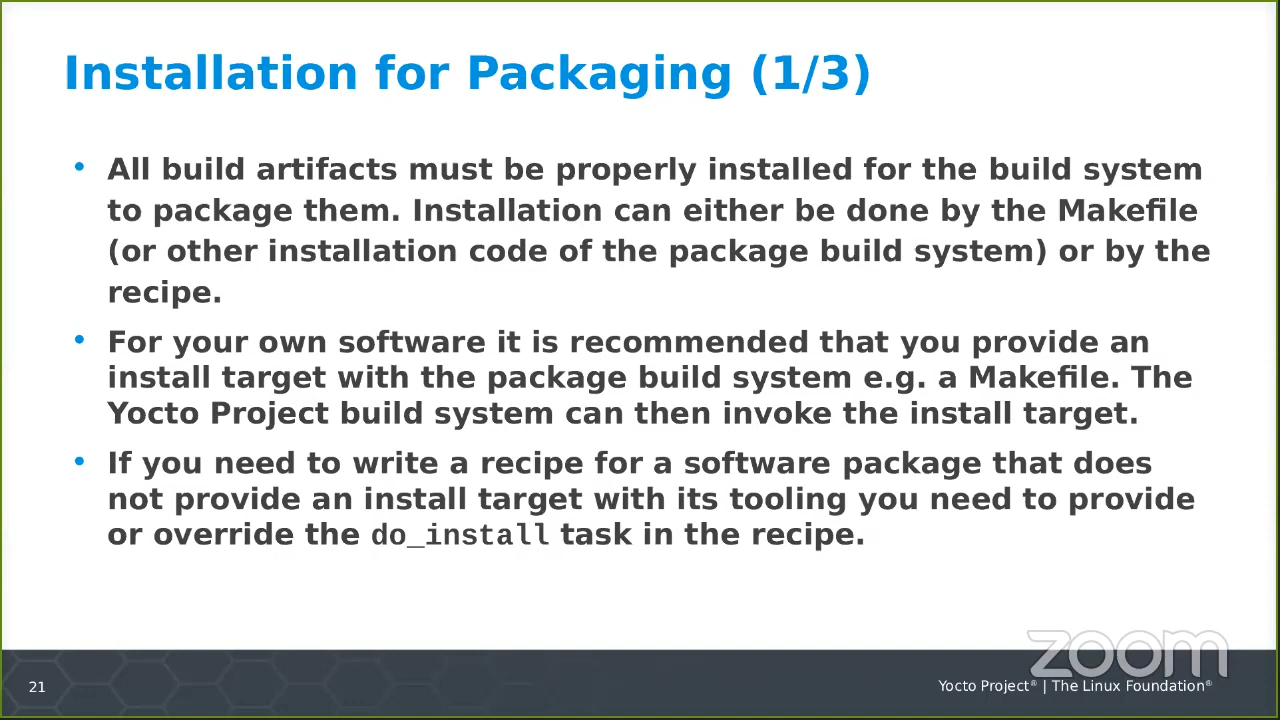 Installation for Packaging (1/3)
• All build artifacts must be properly installed for the build system
to package them. Installation can either be done by the Makefile
(or other installation code of the package build system) or by the
recipe.
• For your own software it is recommended that you provide an
install target with the package build system e.g. a Makefile. The
Yocto Project build system can then invoke the install target.
• If you need to write a recipe for a software package that does
not provide an install target with its tooling you need to provide
or override the do_install task in the recipe.
zoom
21
Yocto Project® | The Linux Foundation®